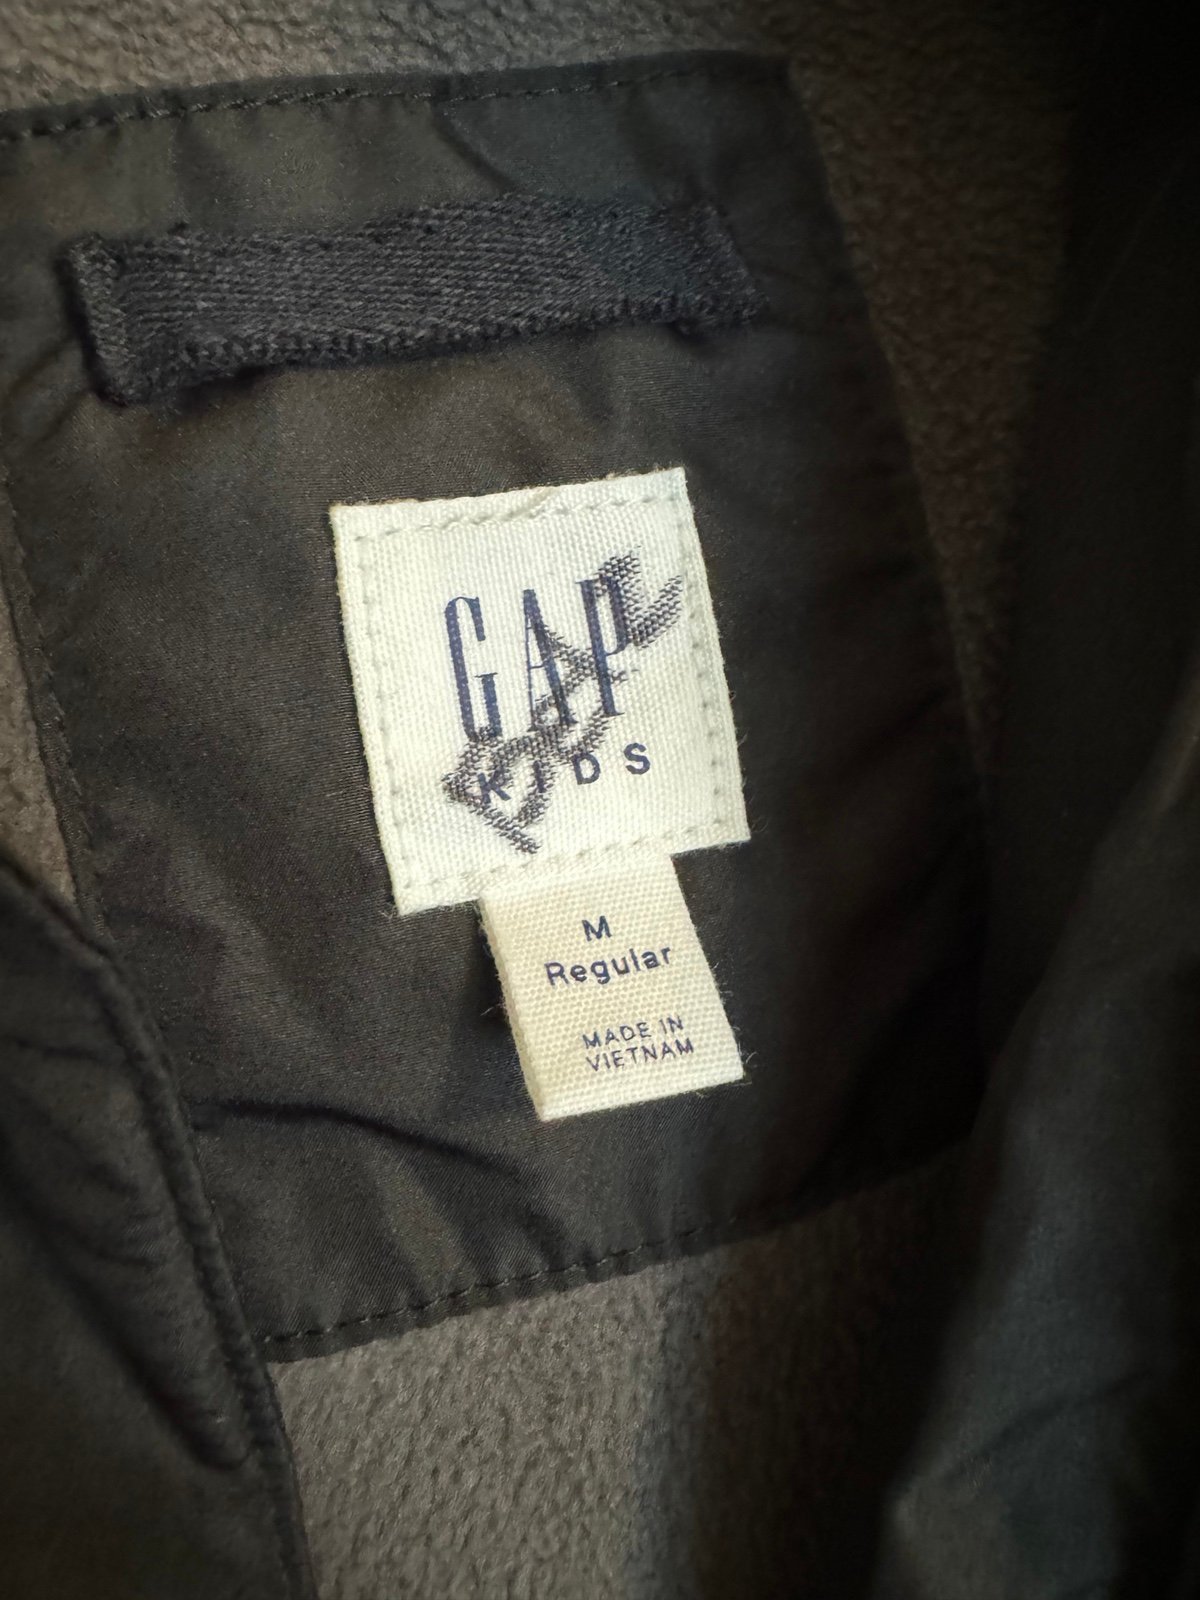 GAP
KIDS
M
Regular
MADE IN
VIETNAM